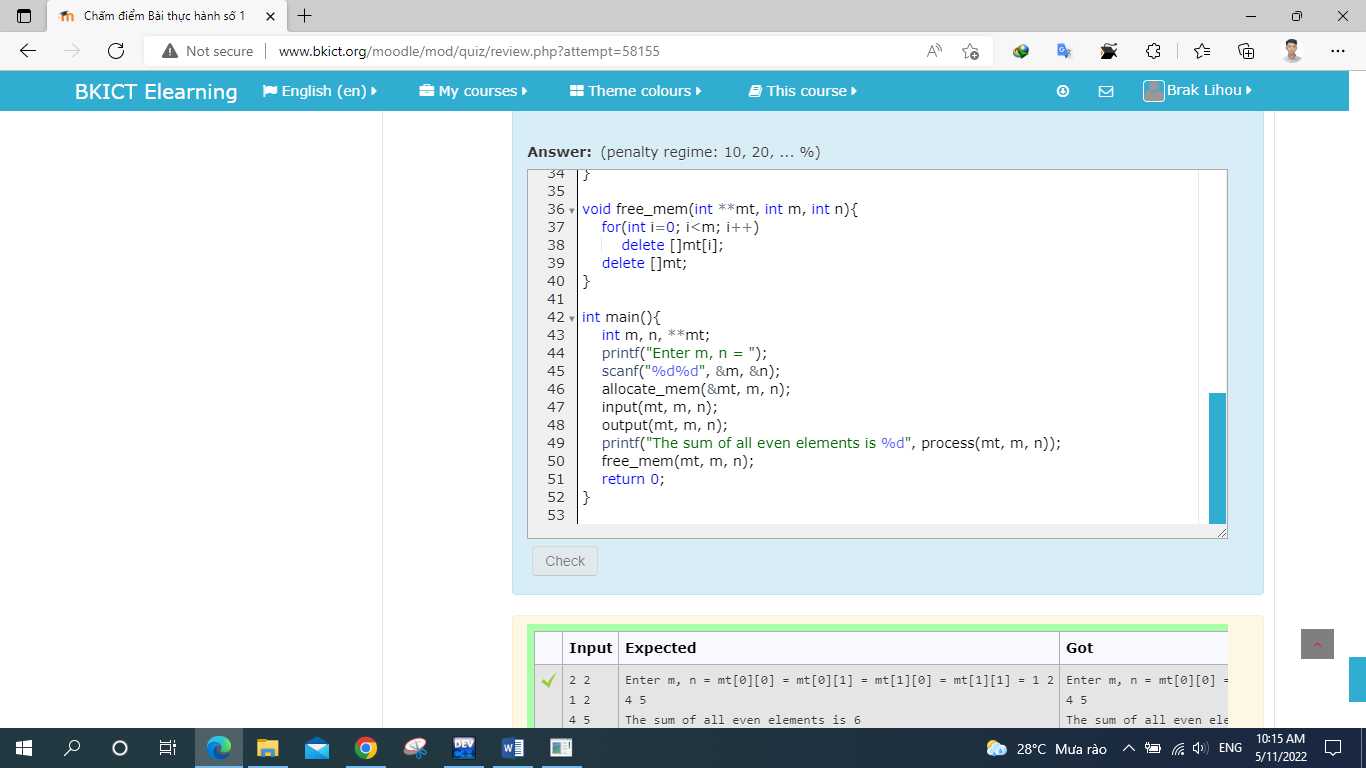 Chấm điểm Bài thực hành số 1
Not secure
www.bkict.org/moodle/mod/quiz/review.php?attempt=58155
BKICT Elearning
English (en)
My courses
Theme colours
This course
Brak Lihou
Answer: (penalty regime: 10, 20, ... %)
34 }
35
36 void free_mem(int **mt, int m, int n){
37 for(int i=0; i<m; i++)
38 delete []mt[i];
39 delete []mt;
40 }
41
42 int main(){
43 int m, n, **mt;
44 printf("Enter m, n = ");
45 scanf("%d%d", &m, &n);
46 allocate_mem(&mt, m, n);
47 input(mt, m, n);
48 output(mt, m, n);
49 printf("The sum of all even elements is %d", process(mt, m, n));
50 free_mem(mt, m, n);
51 return 0;
52 }
53
Check
Input Expected Got
2 2 Enter m, n = mt[0][0] = mt[0][1] = mt[1][0] = mt[1][1] = 1 2 Enter m, n = mt[0][0] =
1 2 4 5 4 5
4 5 The sum of all even elements is 6 The sum of all even ele
DEV
28°C Mưa rào
ENG
10:15 AM
5/11/2022